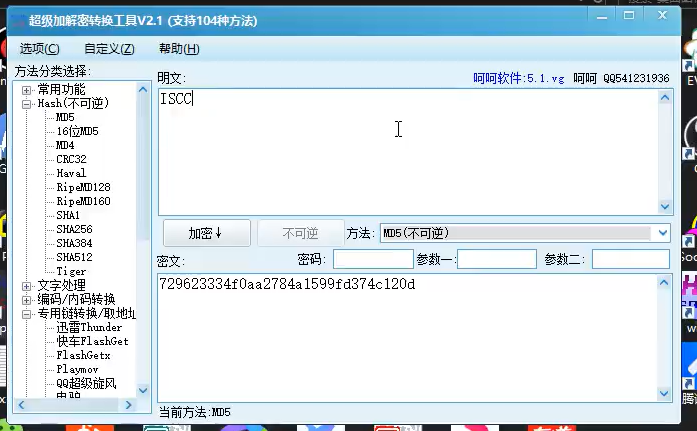 超级加解密转换工具V2.1 (支持104种方法)
选项(C) 自定义(Z) 帮助(H)
方法分类选择:
常用功能
Hash(不可逆)
MD5
16位MD5
MD4
CRC32
Haval
RipeMD128
RipeMD160
SHA1
SHA256
SHA384
SHA512
Tiger
文字处理
编码/内码转换
专用链转换/取地址
迅雷Thunder
快车FlashGet
FlashGetx
Playmov
QQ超级旋风
明文: 呵呵软件:5.1.vg 呵呵 QQ541231936
ISCC
加密↓ 不可逆 方法: MD5(不可逆)
密文: 密码: 参数一: 参数二:
729623334f0aa2784a1599fd374c120d
当前方法:MD5